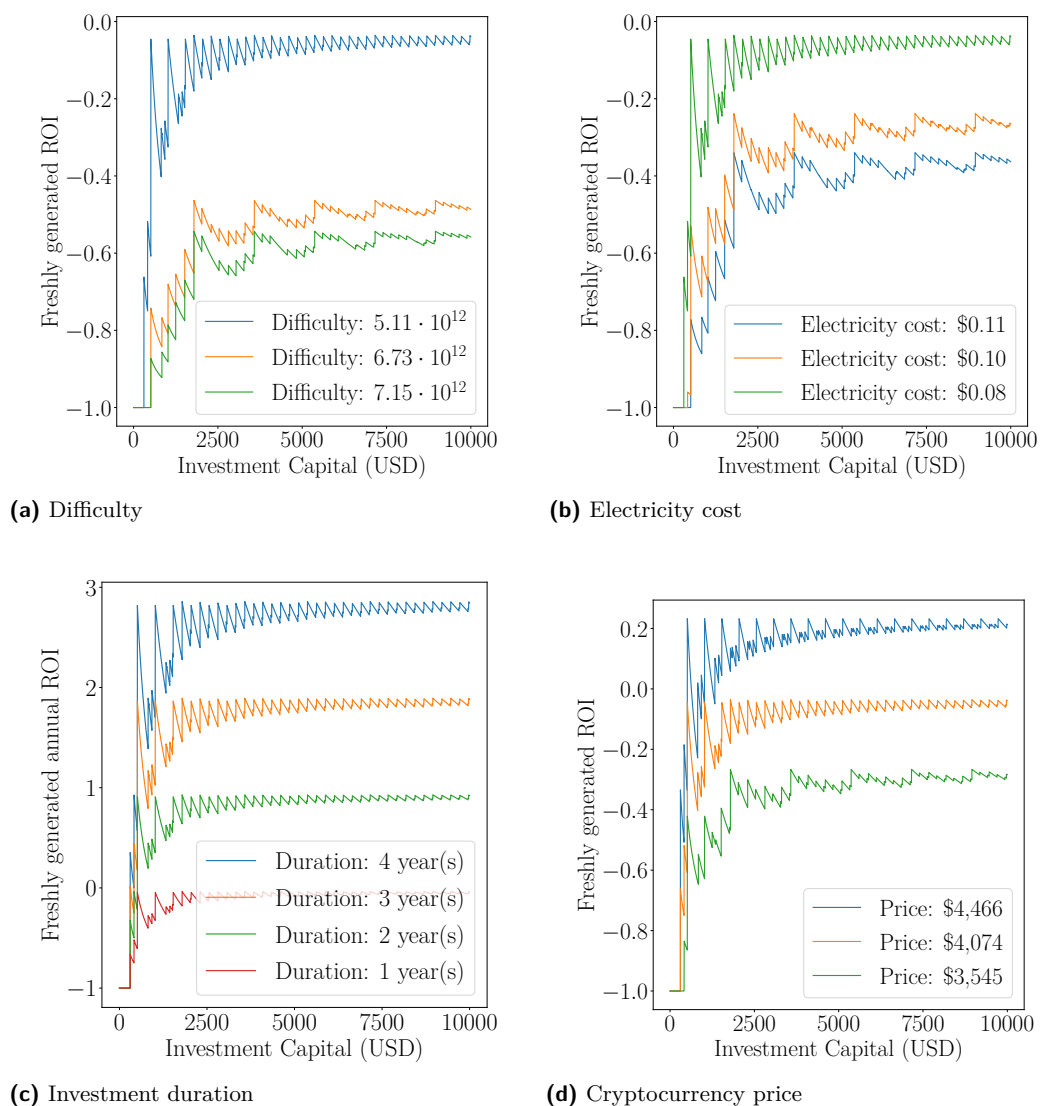 0.0
−0.2
−0.4
−0.6
−0.8
−1.0
Freshly generated ROI
Difficulty: 5.11 · 10¹²
Difficulty: 6.73 · 10¹²
Difficulty: 7.15 · 10¹²
0 2500 5000 7500 10000
Investment Capital (USD)
(a) Difficulty
0.0
−0.2
−0.4
−0.6
−0.8
−1.0
Freshly generated ROI
Electricity cost: $0.11
Electricity cost: $0.10
Electricity cost: $0.08
0 2500 5000 7500 10000
Investment Capital (USD)
(b) Electricity cost
3
2
1
0
−1
Freshly generated annual ROI
Duration: 4 year(s)
Duration: 3 year(s)
Duration: 2 year(s)
Duration: 1 year(s)
0 2500 5000 7500 10000
Investment Capital (USD)
(c) Investment duration
0.2
0.0
−0.2
−0.4
−0.6
−0.8
−1.0
Freshly generated ROI
Price: $4,466
Price: $4,074
Price: $3,545
0 2500 5000 7500 10000
Investment Capital (USD)
(d) Cryptocurrency price